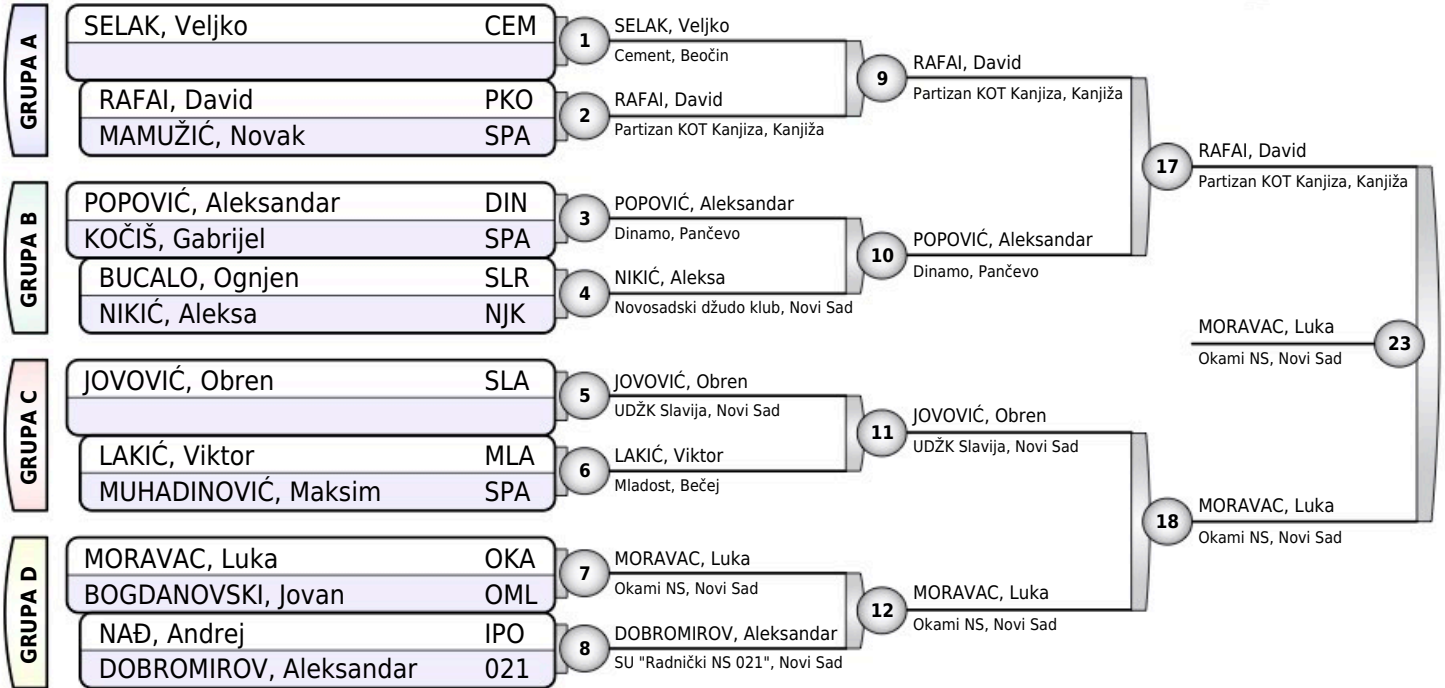 GRUPA A
SELAK, Veljko CEM
RAFAI, David PKO
MAMUŽIĆ, Novak SPA
1
SELAK, Veljko
Cement, Beočin
2
RAFAI, David
Partizan KOT Kanjiza, Kanjiža
9
RAFAI, David
Partizan KOT Kanjiza, Kanjiža
GRUPA B
POPOVIĆ, Aleksandar DIN
KOČIŠ, Gabrijel SPA
BUCALO, Ognjen SLR
NIKIĆ, Aleksa NJK
3
POPOVIĆ, Aleksandar
Dinamo, Pančevo
4
NIKIĆ, Aleksa
Novosadski džudo klub, Novi Sad
10
POPOVIĆ, Aleksandar
Dinamo, Pančevo
17
RAFAI, David
Partizan KOT Kanjiza, Kanjiža
GRUPA C
JOVOVIĆ, Obren SLA
LAKIĆ, Viktor MLA
MUHADINOVIĆ, Maksim SPA
5
JOVOVIĆ, Obren
UDŽK Slavija, Novi Sad
6
LAKIĆ, Viktor
Mladost, Bečej
11
JOVOVIĆ, Obren
UDŽK Slavija, Novi Sad
GRUPA D
MORAVAC, Luka OKA
BOGDANOVSKI, Jovan OML
NAĐ, Andrej IPO
DOBROMIROV, Aleksandar 021
7
MORAVAC, Luka
Okami NS, Novi Sad
8
DOBROMIROV, Aleksandar
SU "Radnički NS 021", Novi Sad
12
MORAVAC, Luka
Okami NS, Novi Sad
18
MORAVAC, Luka
Okami NS, Novi Sad
MORAVAC, Luka
Okami NS, Novi Sad
23